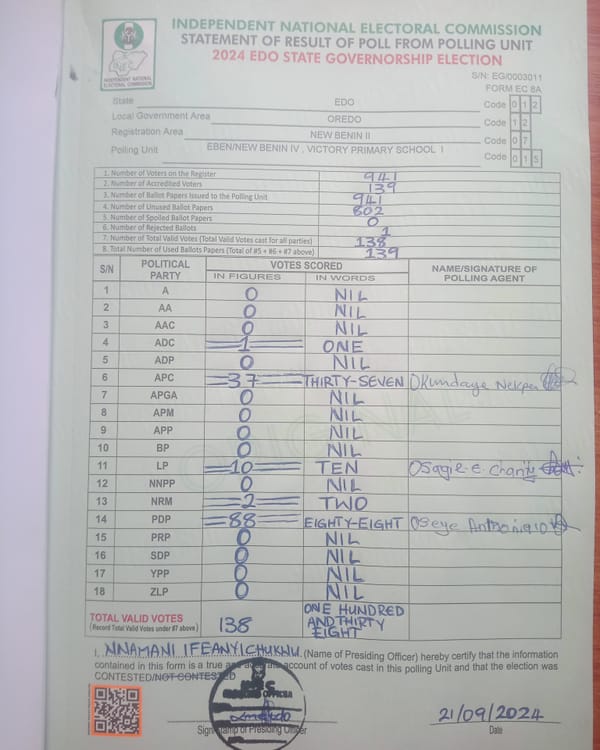 INDEPENDENT NATIONAL ELECTORAL COMMISSION
STATEMENT OF RESULT OF POLL FROM POLLING UNIT
2024 EDO STATE GOVERNORSHIP ELECTION
INEC
INDEPENDENT NATIONAL ELECTORAL COMMISSION
S/N: EG/0003011
FORM EC 8A
State EDO Code 0 1 2
Local Government Area OREDO Code 1 2
Registration Area NEW BENIN II Code 0 7
Polling Unit EBEN/NEW BENIN IV , VICTORY PRIMARY SCHOOL I Code 0 1 5
1. Number of Voters on the Register 941
2. Number of Accredited Voters 139
3. Number of Ballot Papers Issued to the Polling Unit 941
4. Number of Unused Ballot Papers 802
5. Number of Spoiled Ballot Papers 0
6. Number of Rejected Ballots 1
7. Number of Total Valid Votes (Total Valid Votes cast for all parties) 138
8. Total Number of Used Ballots Papers (Total of #5 + #6 + #7 above) 139
S/N POLITICAL PARTY VOTES SCORED NAME/SIGNATURE OF POLLING AGENT
IN FIGURES IN WORDS
1 A 0 NIL
2 AA 0 NIL
3 AAC 0 NIL
4 ADC 1 ONE
5 ADP 0 NIL
6 APC 37 THIRTY-SEVEN Okundaye
7 APGA 0 NIL
8 APM 0 NIL
9 APP 0 NIL
10 BP 0 NIL
11 LP 10 TEN Osagie E. Charity
12 NNPP 0 NIL
13 NRM 2 TWO
14 PDP 88 EIGHTY-EIGHT
15 PRP 0 NIL
16 SDP 0 NIL
17 YPP 0 NIL
18 ZLP 0 NIL
TOTAL VALID VOTES 138 ONE HUNDRED AND THIRTY EIGHT
(Record Total Valid Votes under #7 above)
ORIGINAL
I, NNAMANI IFEANYICHUKWU (Name of Presiding Officer) hereby certify that the information
contained in this form is a true and account of votes cast in this polling Unit and that the election was
CONTESTED/NOT CONTESTED
21/09/2024
Sign Stamp of Presiding Officer Date